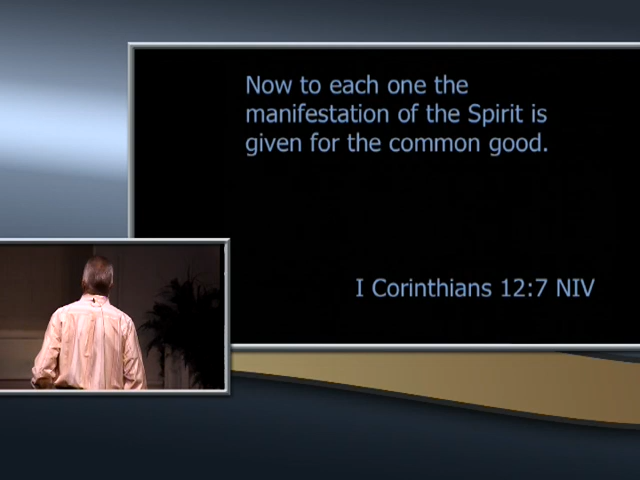 Now to each one the
manifestation of the Spirit is
given for the common good.
I Corinthians 12:7 NIV